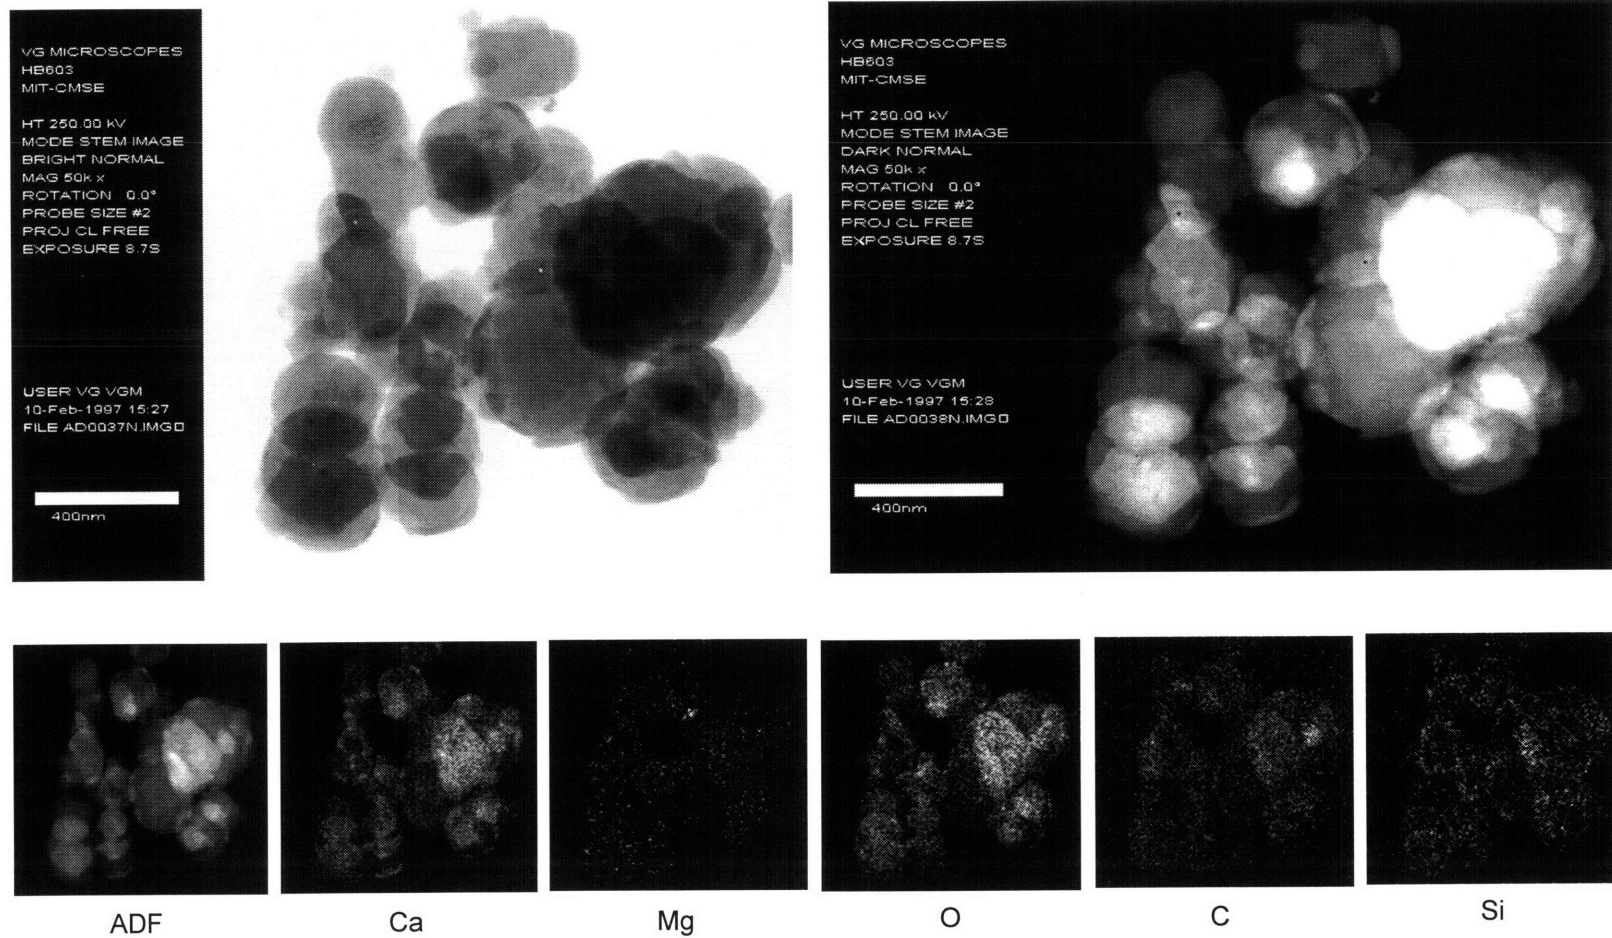 VG MICROSCOPES
HB603
MIT-CMSE
HT 250.00 kV
MODE STEM IMAGE
BRIGHT NORMAL
MAG 50k x
ROTATION 0.0°
PROBE SIZE #2
PROJ CL FREE
EXPOSURE 8.7S
USER VG VGM
10-Feb-1997 15:27
FILE AD0037N.IMG
400nm
VG MICROSCOPES
HB603
MIT-CMSE
HT 250.00 kV
MODE STEM IMAGE
DARK NORMAL
MAG 50k x
ROTATION 0.0°
PROBE SIZE #2
PROJ CL FREE
EXPOSURE 8.7S
USER VG VGM
10-Feb-1997 15:28
FILE AD0038N.IMG
400nm
ADF
Ca
Mg
O
C
Si